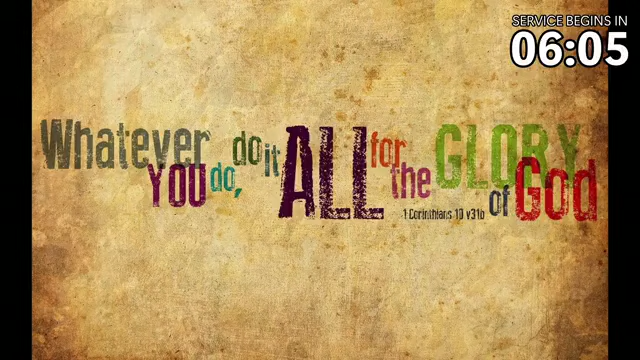 SERVICE BEGINS IN
06:05
Whatever YOU do, do it ALL for the GLORY of God
1 Corinthians 10 v31b